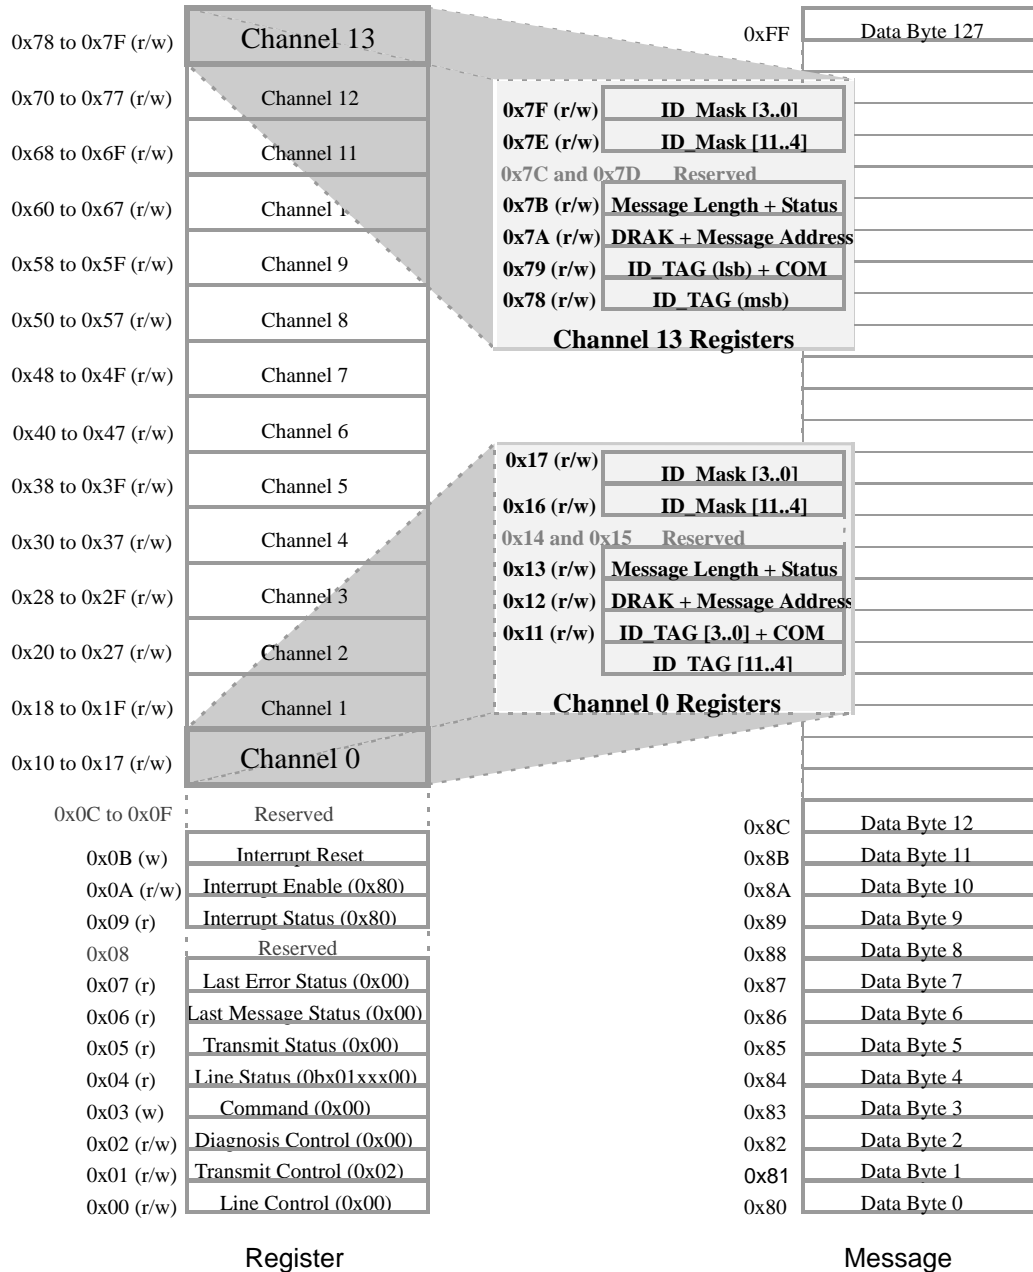 0x78 to 0x7F (r/w) Channel 13
0x70 to 0x77 (r/w) Channel 12
0x68 to 0x6F (r/w) Channel 11
0x60 to 0x67 (r/w) Channel 1
0x58 to 0x5F (r/w) Channel 9
0x50 to 0x57 (r/w) Channel 8
0x48 to 0x4F (r/w) Channel 7
0x40 to 0x47 (r/w) Channel 6
0x38 to 0x3F (r/w) Channel 5
0x30 to 0x37 (r/w) Channel 4
0x28 to 0x2F (r/w) Channel 3
0x20 to 0x27 (r/w) Channel 2
0x18 to 0x1F (r/w) Channel 1
0x10 to 0x17 (r/w) Channel 0
0x0C to 0x0F Reserved
0x0B (w) Interrupt Reset
0x0A (r/w) Interrupt Enable (0x80)
0x09 (r) Interrupt Status (0x80)
0x08 Reserved
0x07 (r) Last Error Status (0x00)
0x06 (r) Last Message Status (0x00)
0x05 (r) Transmit Status (0x00)
0x04 (r) Line Status (0bx01xxx00)
0x03 (w) Command (0x00)
0x02 (r/w) Diagnosis Control (0x00)
0x01 (r/w) Transmit Control (0x02)
0x00 (r/w) Line Control (0x00)
Register
0x7F (r/w) ID_Mask [3..0]
0x7E (r/w) ID_Mask [11..4]
0x7C and 0x7D Reserved
0x7B (r/w) Message Length + Status
0x7A (r/w) DRAK + Message Address
0x79 (r/w) ID_TAG (lsb) + COM
0x78 (r/w) ID_TAG (msb)
Channel 13 Registers
0x17 (r/w) ID_Mask [3..0]
0x16 (r/w) ID_Mask [11..4]
0x14 and 0x15 Reserved
0x13 (r/w) Message Length + Status
0x12 (r/w) DRAK + Message Address
0x11 (r/w) ID_TAG [3..0] + COM
ID_TAG [11..4]
Channel 0 Registers
0xFF Data Byte 127
0x8C Data Byte 12
0x8B Data Byte 11
0x8A Data Byte 10
0x89 Data Byte 9
0x88 Data Byte 8
0x87 Data Byte 7
0x86 Data Byte 6
0x85 Data Byte 5
0x84 Data Byte 4
0x83 Data Byte 3
0x82 Data Byte 2
0x81 Data Byte 1
0x80 Data Byte 0
Message